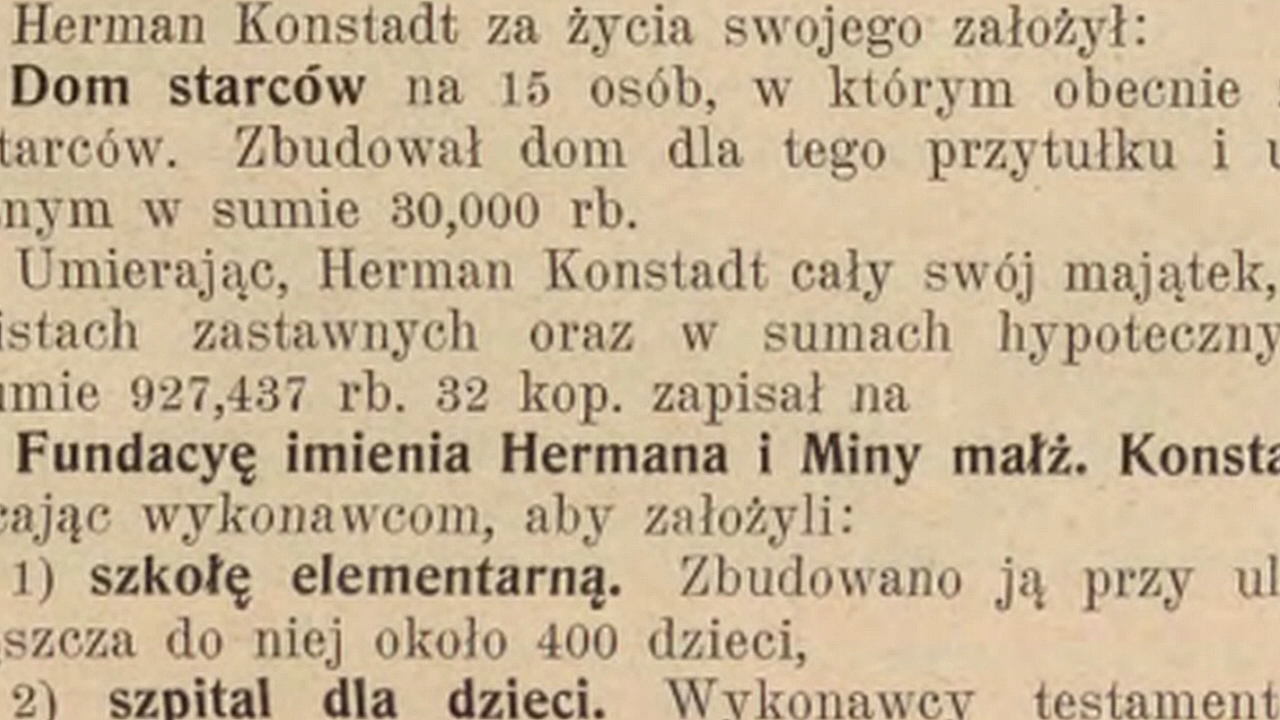 Herman Konstadt za życia swojego założył:
Dom starców na 15 osób, w którym obecnie
tarców. Zbudował dom dla tego przytułku i
nym w sumie 30,000 rb.
Umierając, Herman Konstadt cały swój majątek,
istach zastawnych oraz w sumach hypoteczny
umie 927,437 rb. 32 kop. zapisał na
Fundacyę imienia Hermana i Miny małż. Konsta
cając wykonawcom, aby założyli:
1) szkołę elementarną. Zbudowano ją przy ul
szcza do niej około 400 dzieci,
2) szpital dla dzieci. Wykonawcy testament